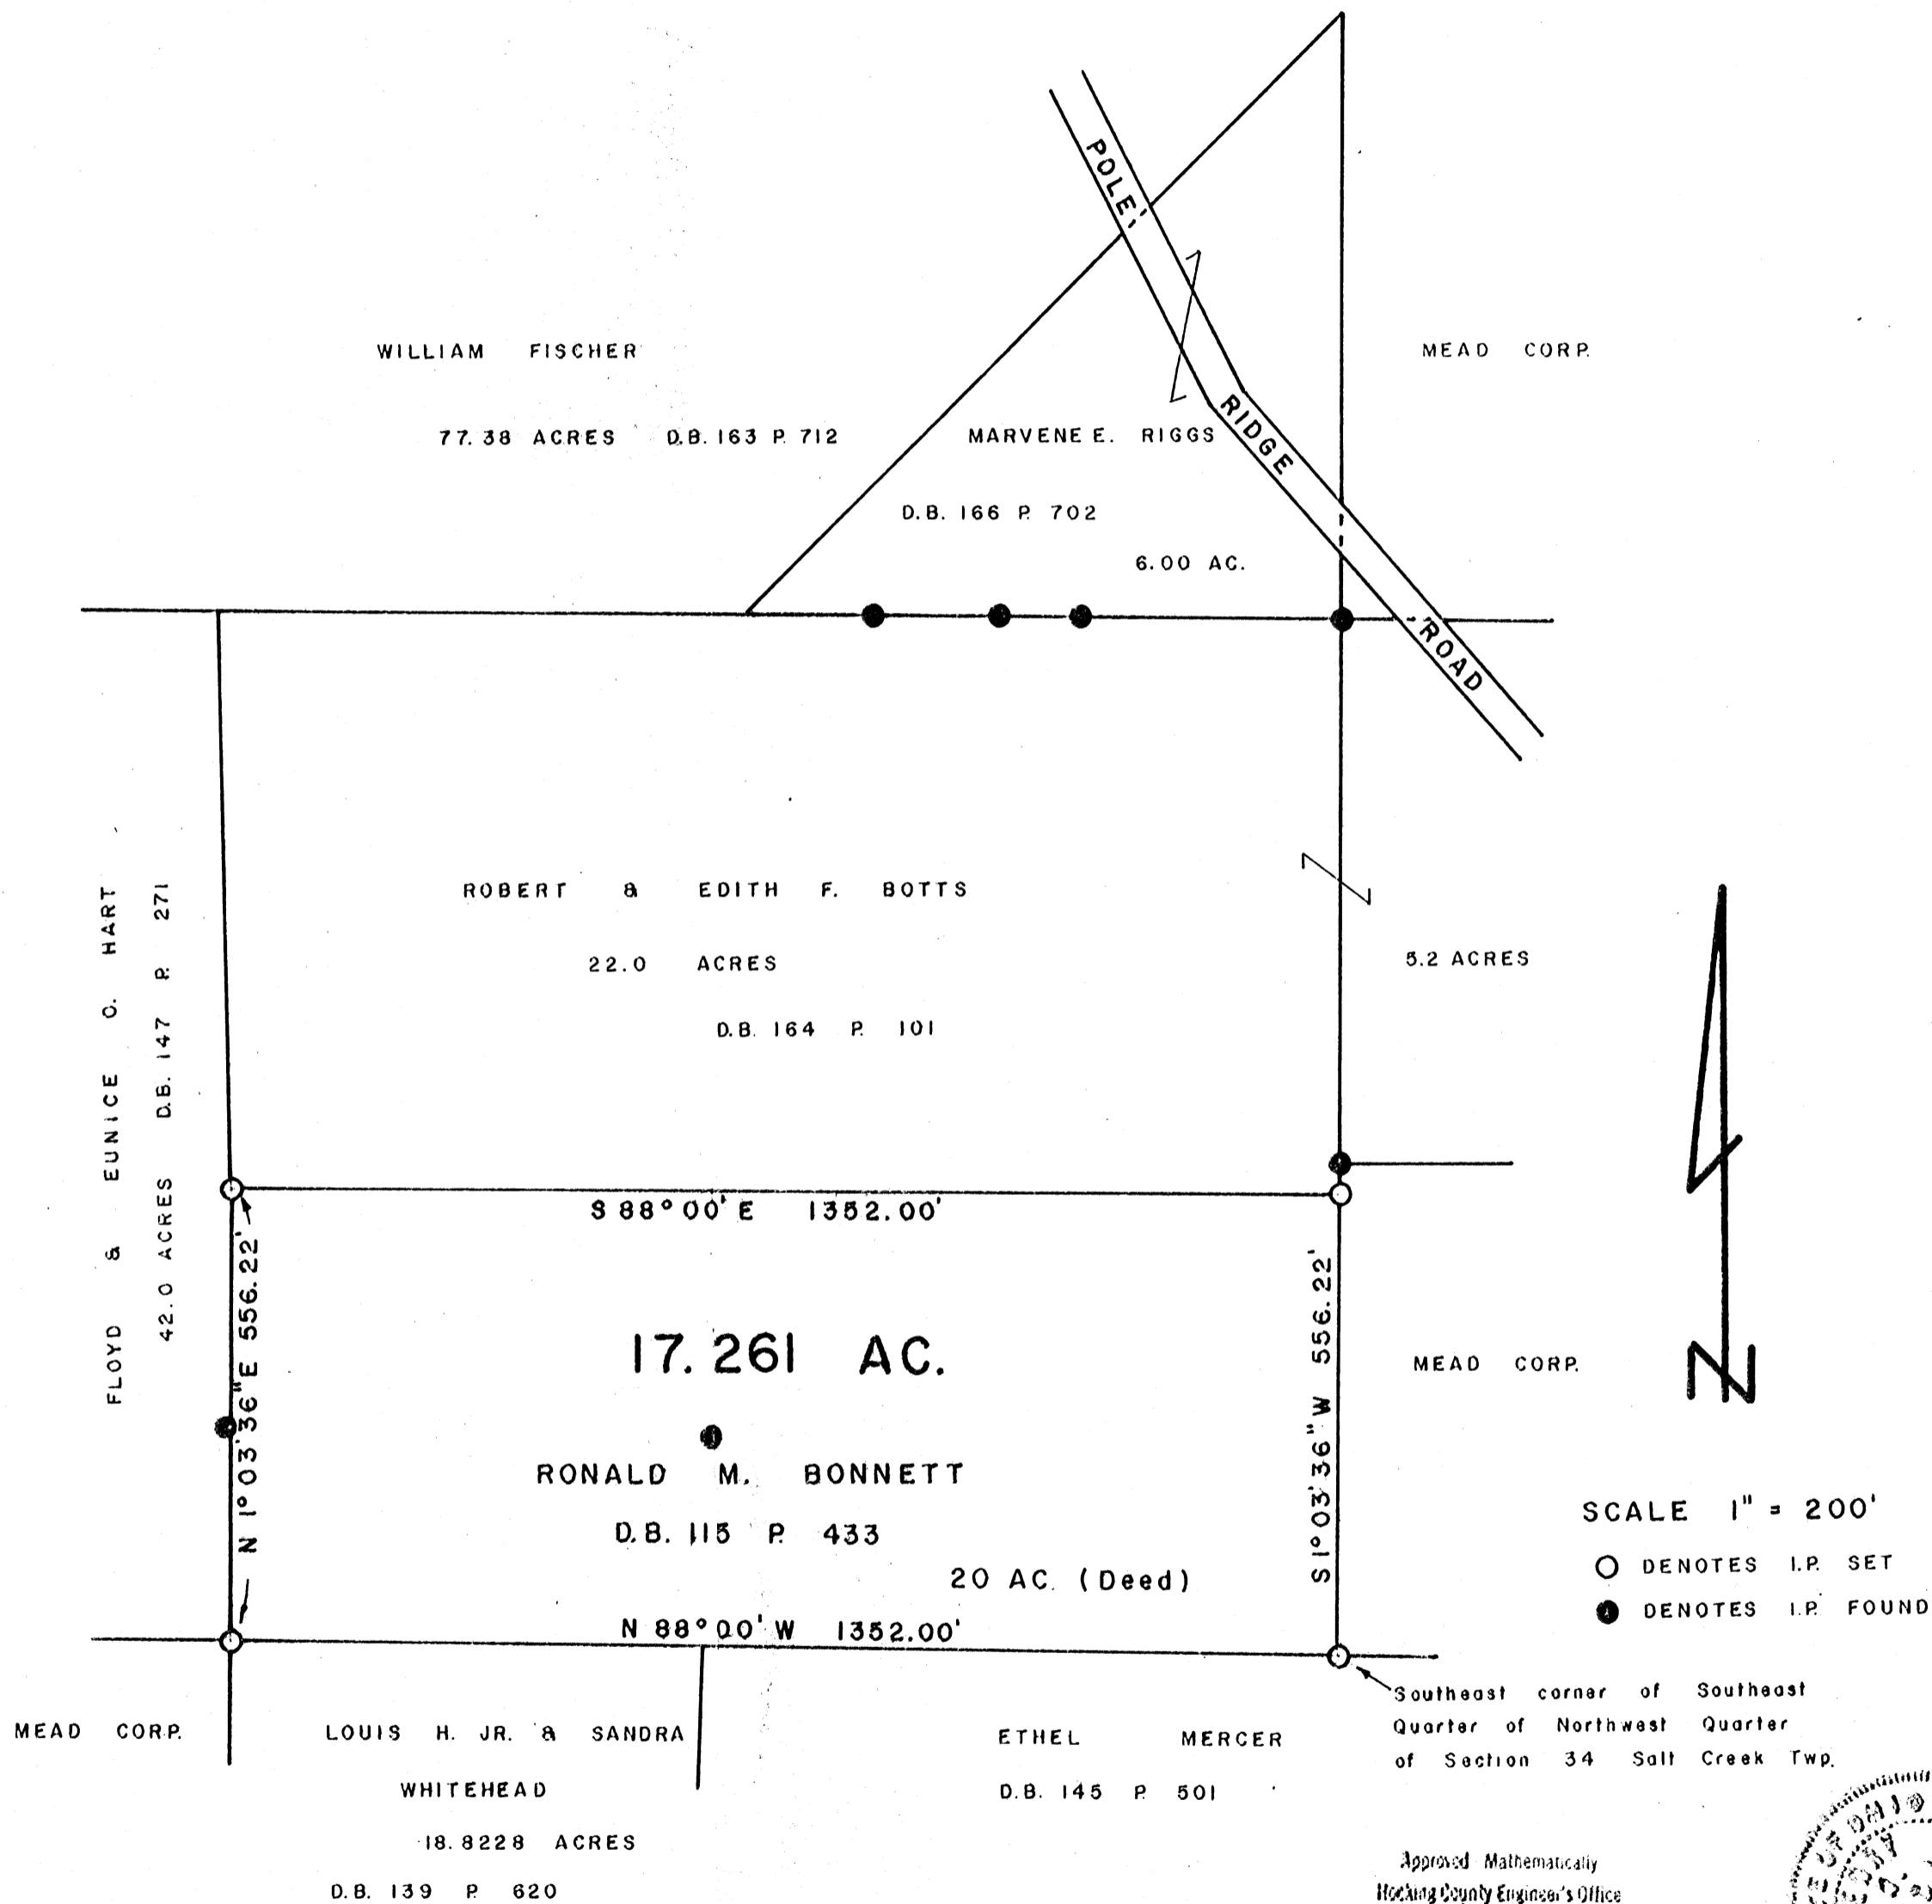 POLE
RIDGE
ROAD
WILLIAM FISCHER
77.38 ACRES D.B. 163 P. 712
MARVENE E. RIGGS
D.B. 166 P. 702
6.00 AC.
MEAD CORP.
FLOYD & EUNICE O. HART
42.0 ACRES D.B. 147 P. 271
ROBERT & EDITH F. BOTTS
22.0 ACRES
D.B. 164 P. 101
5.2 ACRES
S 88°00' E 1352.00'
N 1°03'36" E 556.22'
S 1°03'36" W 556.22'
17.261 AC.
RONALD M. BONNETT
D.B. 115 P. 433
20 AC. (Deed)
N 88°00' W 1352.00'
MEAD CORP.
N
SCALE 1" = 200'
DENOTES I.P. SET
DENOTES I.P. FOUND
Southeast corner of Southeast
Quarter of Northwest Quarter
of Section 34 Salt Creek Twp.
MEAD CORP.
LOUIS H. JR. & SANDRA
WHITEHEAD
18.8228 ACRES
D.B. 139 P. 620
ETHEL MERCER
D.B. 145 P. 501
Approved Mathematically
Hocking County Engineer's Office
OF OHIO